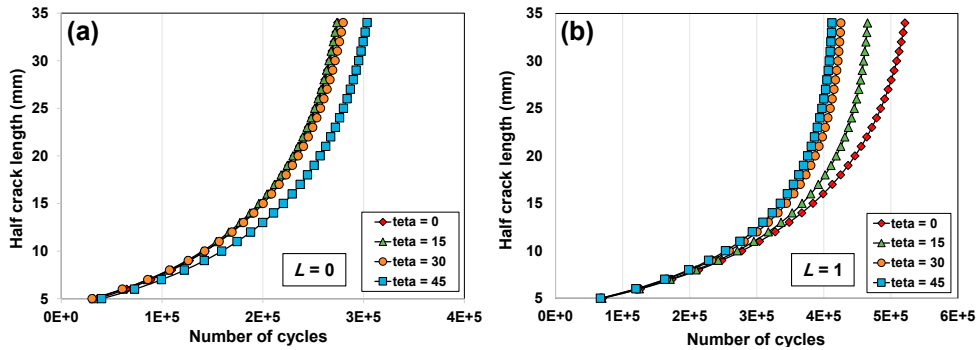 (a)
Half crack length (mm)
35
30
25
20
15
10
5
teta = 0
teta = 15
teta = 30
teta = 45
L = 0
0E+0
1E+5
2E+5
3E+5
4E+5
Number of cycles
(b)
Half crack length (mm)
35
30
25
20
15
10
5
teta = 0
teta = 15
teta = 30
teta = 45
L = 1
0E+0
1E+5
2E+5
3E+5
4E+5
5E+5
6E+5
Number of cycles